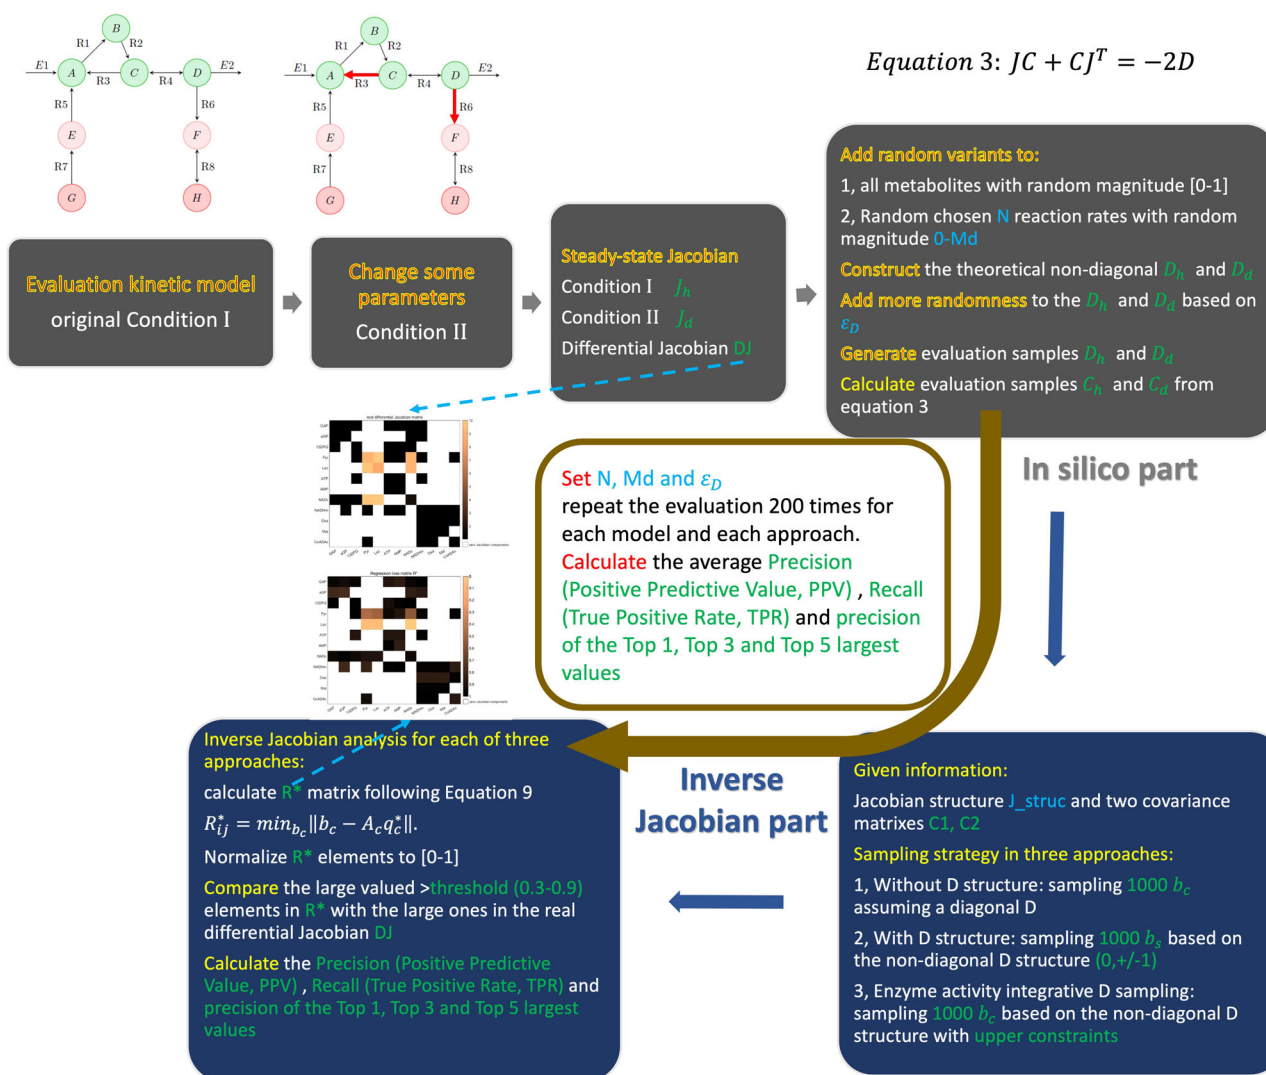 B
R1
R2
E1
A
R3
C
R4
D
E2
R5
R6
E
F
R7
R8
G
H
B
R1
R2
E1
A
R3
C
R4
D
E2
R5
R6
E
F
R7
R8
G
H
Equation 3: JC + CJ^T = −2D
Evaluation kinetic model
original Condition I
Change some
parameters
Condition II
Steady-state Jacobian
Condition I J_h
Condition II J_d
Differential Jacobian DJ
Add random variants to:
1, all metabolites with random magnitude [0-1]
2, Random chosen N reaction rates with random
magnitude 0-Md
Construct the theoretical non-diagonal D_h and D_d
Add more randomness to the D_h and D_d based on
ε_D
Generate evaluation samples D_h and D_d
Calculate evaluation samples C_h and C_d from
equation 3
In silico part
real differential Jacobian matrix
Regression loss matrix R*
Set N, Md and ε_D
repeat the evaluation 200 times for
each model and each approach.
Calculate the average Precision
(Positive Predictive Value, PPV) , Recall
(True Positive Rate, TPR) and precision
of the Top 1, Top 3 and Top 5 largest
values
Inverse
Jacobian part
Inverse Jacobian analysis for each of three
approaches:
calculate R* matrix following Equation 9
R*_ij = min_{b_c}‖b_c − A_c q*_c‖.
Normalize R* elements to [0-1]
Compare the large valued >threshold (0.3-0.9)
elements in R* with the large ones in the real
differential Jacobian DJ
Calculate the Precision (Positive Predictive
Value, PPV) , Recall (True Positive Rate, TPR) and
precision of the Top 1, Top 3 and Top 5 largest
values
Given information:
Jacobian structure J_struc and two covariance
matrixes C1, C2
Sampling strategy in three approaches:
1, Without D structure: sampling 1000 b_c
assuming a diagonal D
2, With D structure: sampling 1000 b_s based on
the non-diagonal D structure (0,+/-1)
3, Enzyme activity integrative D sampling:
sampling 1000 b_c based on the non-diagonal D
structure with upper constraints